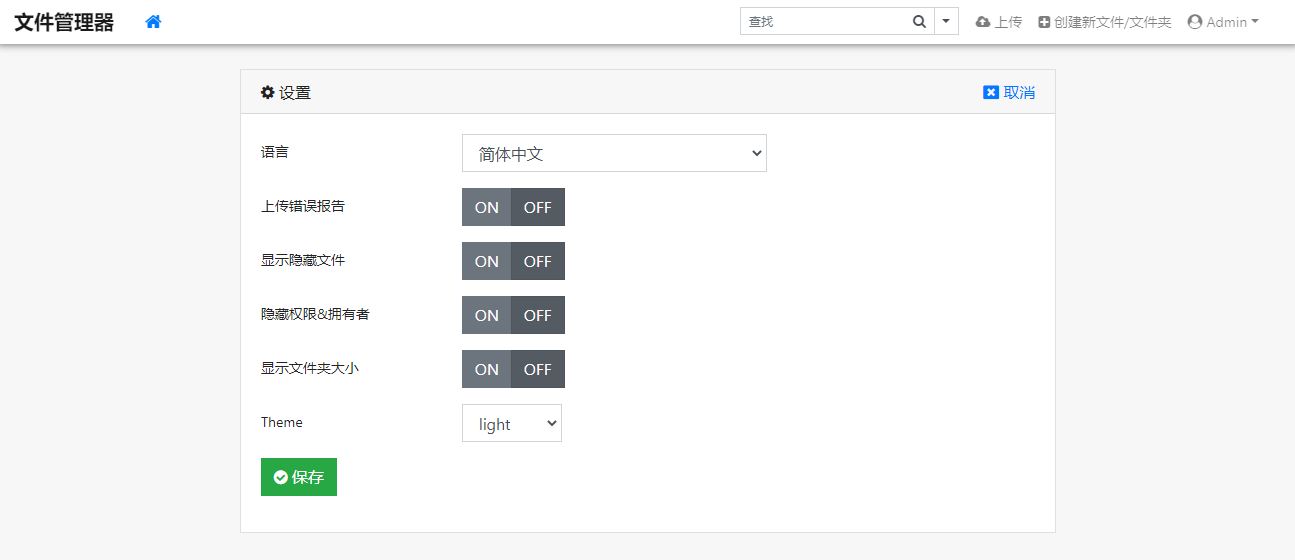 文件管理器 查找 上传 创建新文件/文件夹 Admin
设置 取消
语言 简体中文
上传错误报告 ON OFF
显示隐藏文件 ON OFF
隐藏权限&拥有者 ON OFF
显示文件夹大小 ON OFF
Theme light
保存